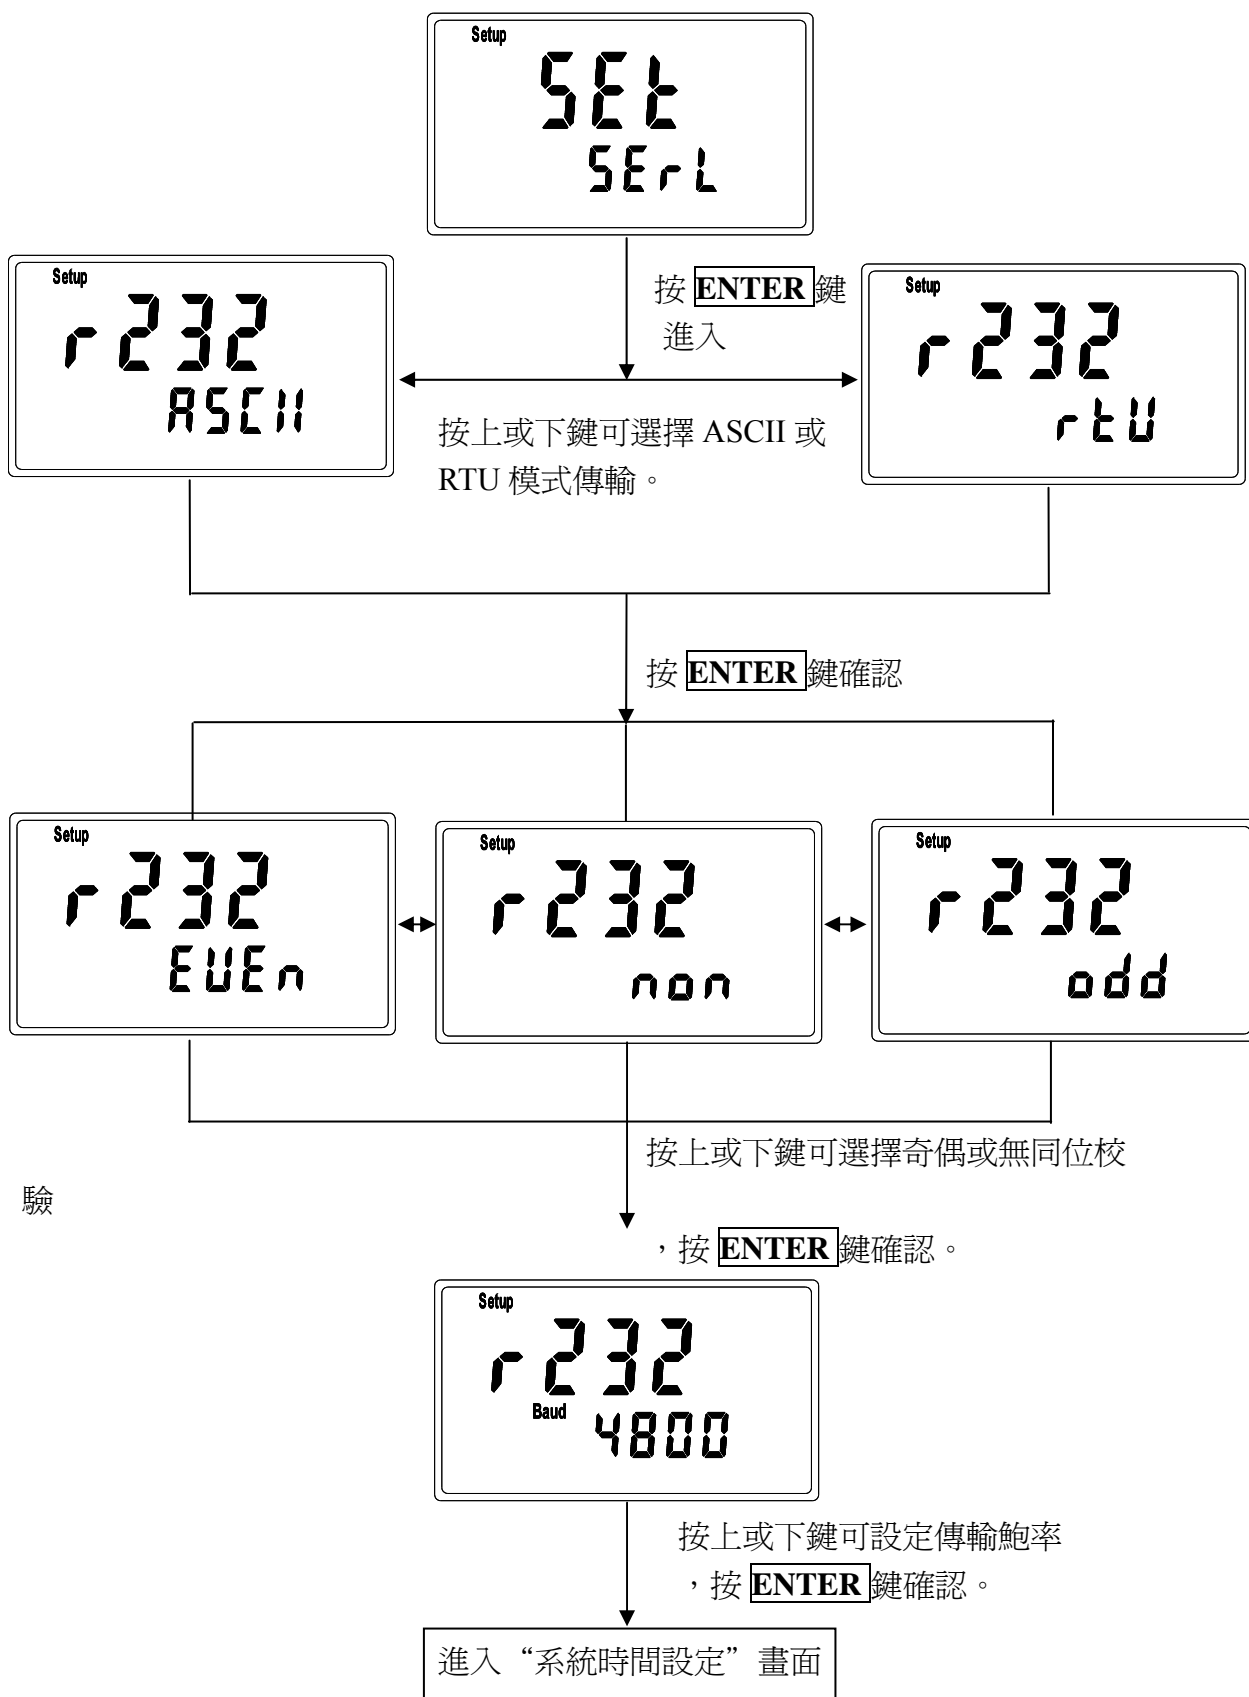 Setup
SEt
SErL
按 ENTER 鍵
進入
Setup
r232
ASCII
Setup
r232
rtU
按上或下鍵可選擇 ASCII 或
RTU 模式傳輸。
按 ENTER 鍵確認
Setup
r232
EUEn
Setup
r232
non
Setup
r232
odd
按上或下鍵可選擇奇偶或無同位校
驗
，按 ENTER 鍵確認。
Setup
r232
Baud 4800
按上或下鍵可設定傳輸鮑率
，按 ENTER 鍵確認。
進入“系統時間設定”畫面